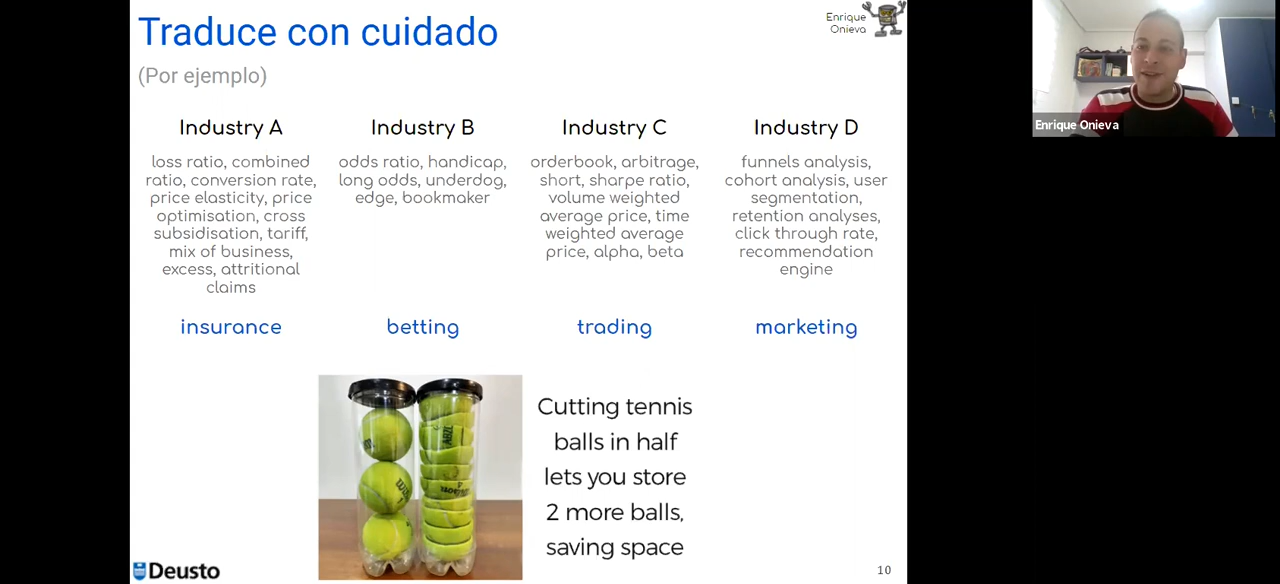 Traduce con cuidado
(Por ejemplo)
Enrique
Onieva
Industry A
loss ratio, combined
ratio, conversion rate,
price elasticity, price
optimisation, cross
subsidisation, tariff,
mix of business,
excess, attritional
claims
insurance
Industry B
odds ratio, handicap,
long odds, underdog,
edge, bookmaker
betting
Industry C
orderbook, arbitrage,
short, sharpe ratio,
volume weighted
average price, time
weighted average
price, alpha, beta
trading
Industry D
funnels analysis,
cohort analysis, user
segmentation,
retention analyses,
click through rate,
recommendation
engine
marketing
Cutting tennis
balls in half
lets you store
2 more balls,
saving space
Deusto
10
Enrique Onieva